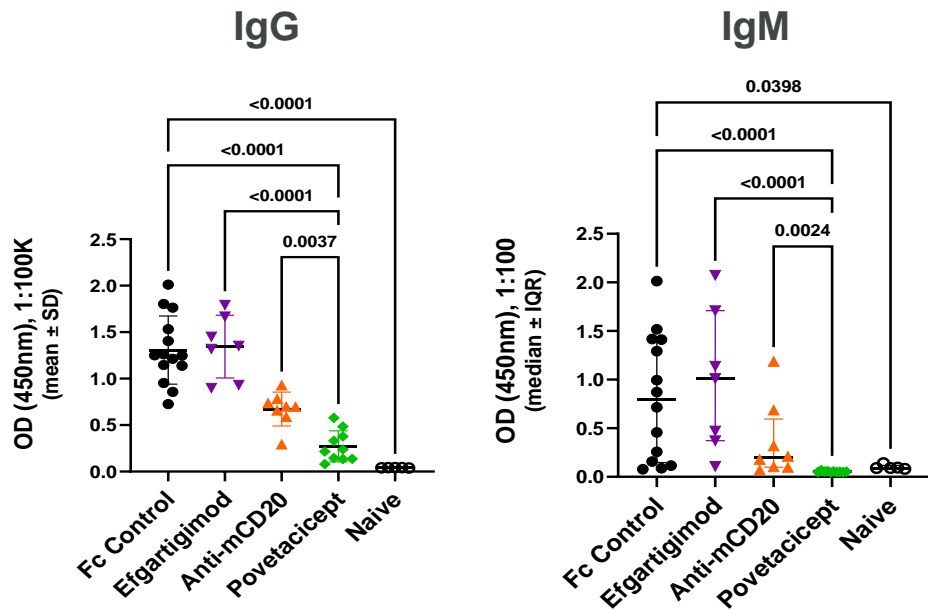 IgG
<0.0001
<0.0001
<0.0001
0.0037
OD (450nm), 1:100K
(mean ± SD)
2.5
2.0
1.5
1.0
0.5
0.0
Fc Control
Efgartigimod
Anti-mCD20
Povetacicept
Naive
IgM
0.0398
<0.0001
<0.0001
0.0024
OD (450nm), 1:100
(median ± IQR)
2.5
2.0
1.5
1.0
0.5
0.0
Fc Control
Efgartigimod
Anti-mCD20
Povetacicept
Naive